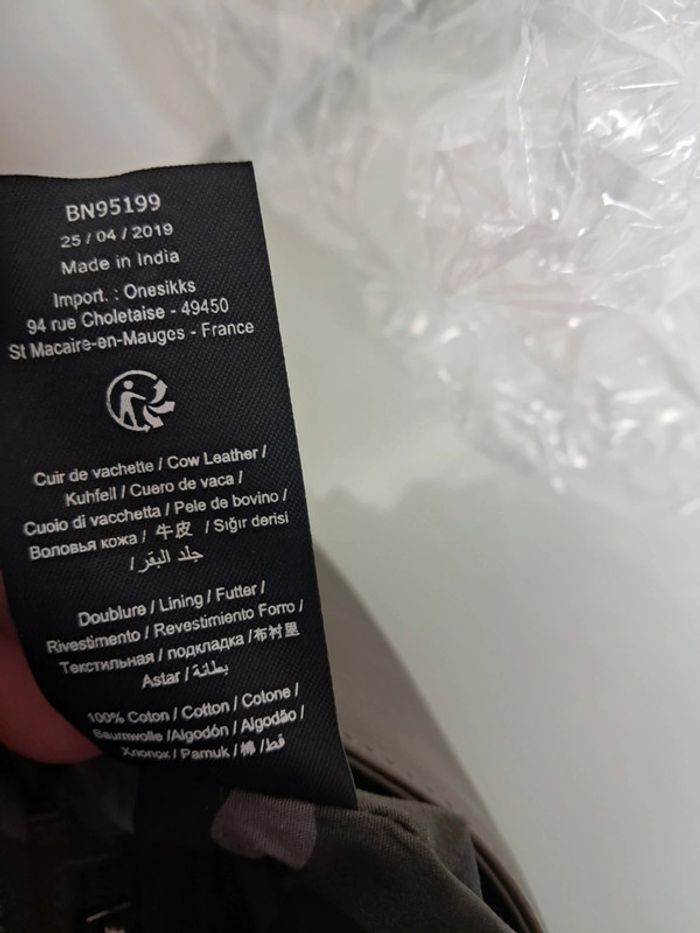 BN95199
25 / 04 / 2019
Made in India
Import. : Onesikks
94 rue Choletaise - 49450
St Macaire-en-Mauges - France
Cuir de vachette / Cow Leather /
Kuhfell / Cuero de vaca /
Cuoio di vacchetta / Pele de bovino /
Воловья кожа / 牛皮 / Sığır derisi
/ جلد البقر
Doublure / Lining / Futter /
Rivestimento / Revestimiento Forro /
Текстильная / подкладка /布衬里
Astar / بطانة
100% Coton / Cotton / Cotone /
Baumwolle /Algodón / Algodão /
Хлопок / Pamuk / 棉 / قطن